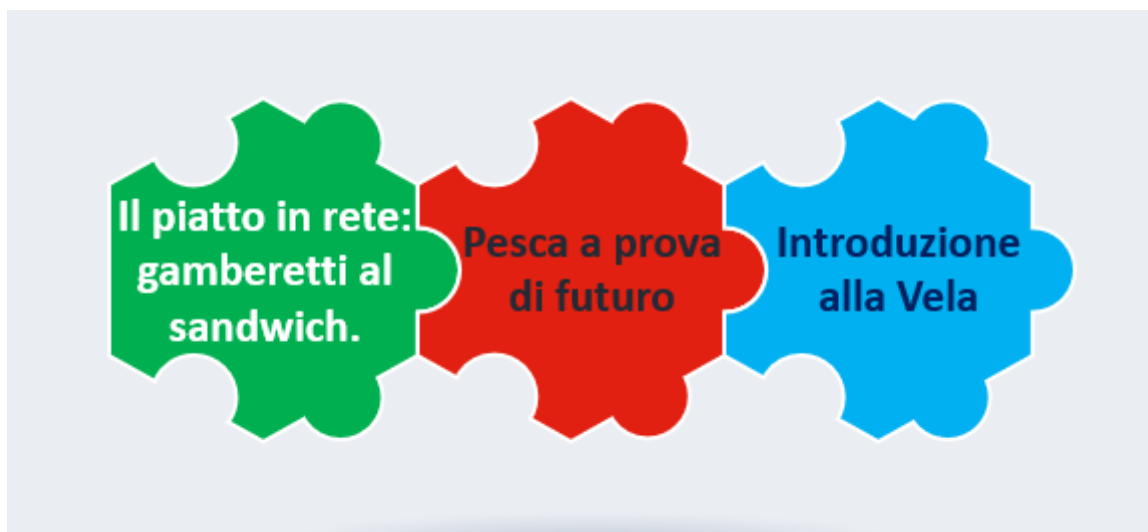 Il piatto in rete:
gamberetti al
sandwich.
Pesca a prova
di futuro
Introduzione
alla Vela